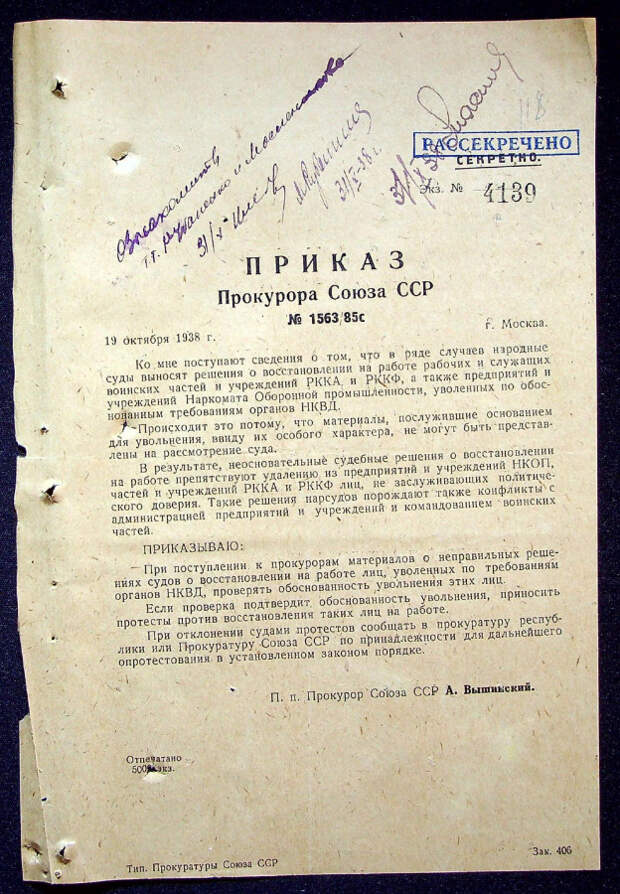 118
РАССЕКРЕЧЕНО
СЕКРЕТНО.
Экз. № 4139
Ознакомить
т.т. и
31/X
31/X-38 г.
31/X 38
ПРИКАЗ
Прокурора Союза ССР
№ 1563/85с
19 октября 1938 г. г. Москва.
Ко мне поступают сведения о том, что в ряде случаев народные
суды выносят решения о восстановлении на работе рабочих и служащих
воинских частей и учреждений РККА и РККФ, а также предприятий и
учреждений Наркомата Оборонной промышленности, уволенных по обос-
нованным требованиям органов НКВД.
Происходит это потому, что материалы, послужившие основанием
для увольнения, ввиду их особого характера, не могут быть представ-
лены на рассмотрение суда.
В результате, неосновательные судебные решения о восстановлении
на работе препятствуют удалению из предприятий и учреждений НКОП,
частей и учреждений РККА и РККФ лиц, не заслуживающих политиче-
ского доверия. Такие решения нарсудов порождают также конфликты с
администрацией предприятий и учреждений и командованием воинских
частей.
ПРИКАЗЫВАЮ:
При поступлении к прокурорам материалов о неправильных реше-
ниях судов о восстановлении на работе лиц, уволенных по требованиям
органов НКВД, проверять обоснованность увольнения этих лиц.
Если проверка подтвердит обоснованность увольнения, приносить
протесты против восстановления таких лиц на работе.
При отклонении судами протестов сообщать в прокуратуру респуб-
лики или Прокуратуру Союза ССР по принадлежности для дальнейшего
опротестования в установленном законом порядке.
П. п. Прокурор Союза ССР А. Вышинский.
Отпечатано
экз.
Зак. 406
Тип. Прокуратуры Союза ССР